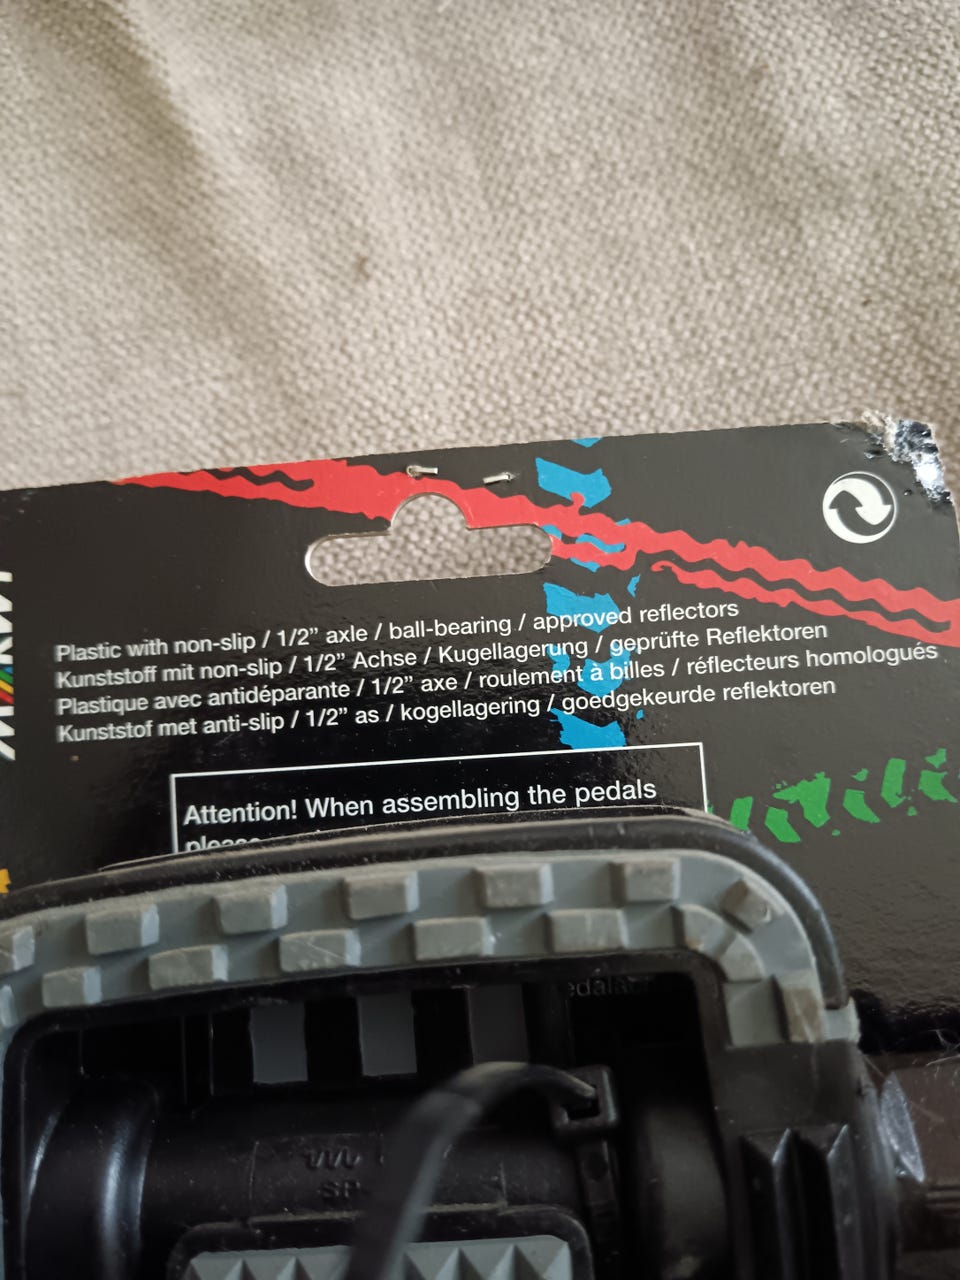 Plastic with non-slip / 1/2” axle / ball-bearing / approved reflectors
Kunststoff mit non-slip / 1/2” Achse / Kugellagerung / geprüfte Reflektoren
Plastique avec antidéparante / 1/2” axe / roulement à billes / réflecteurs homologués
Kunststof met anti-slip / 1/2” as / kogellagering / goedgekeurde reflektoren
Attention! When assembling the pedals
please